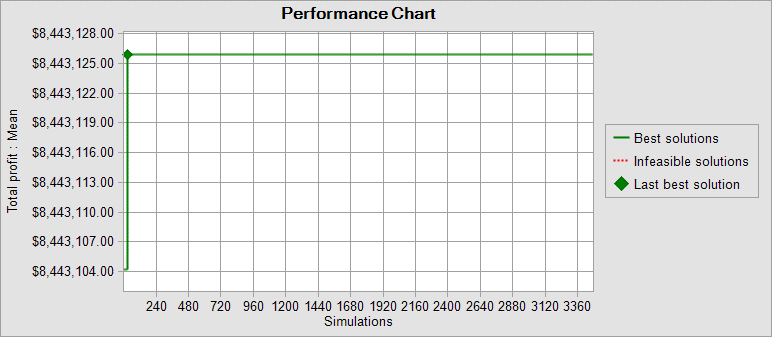 Performance Chart
Total profit : Mean
$8,443,128.00
$8,443,125.00
$8,443,122.00
$8,443,119.00
$8,443,116.00
$8,443,113.00
$8,443,110.00
$8,443,107.00
$8,443,104.00
240 480 720 960 1200 1440 1680 1920 2160 2400 2640 2880 3120 3360
Simulations
Best solutions
Infeasible solutions
Last best solution